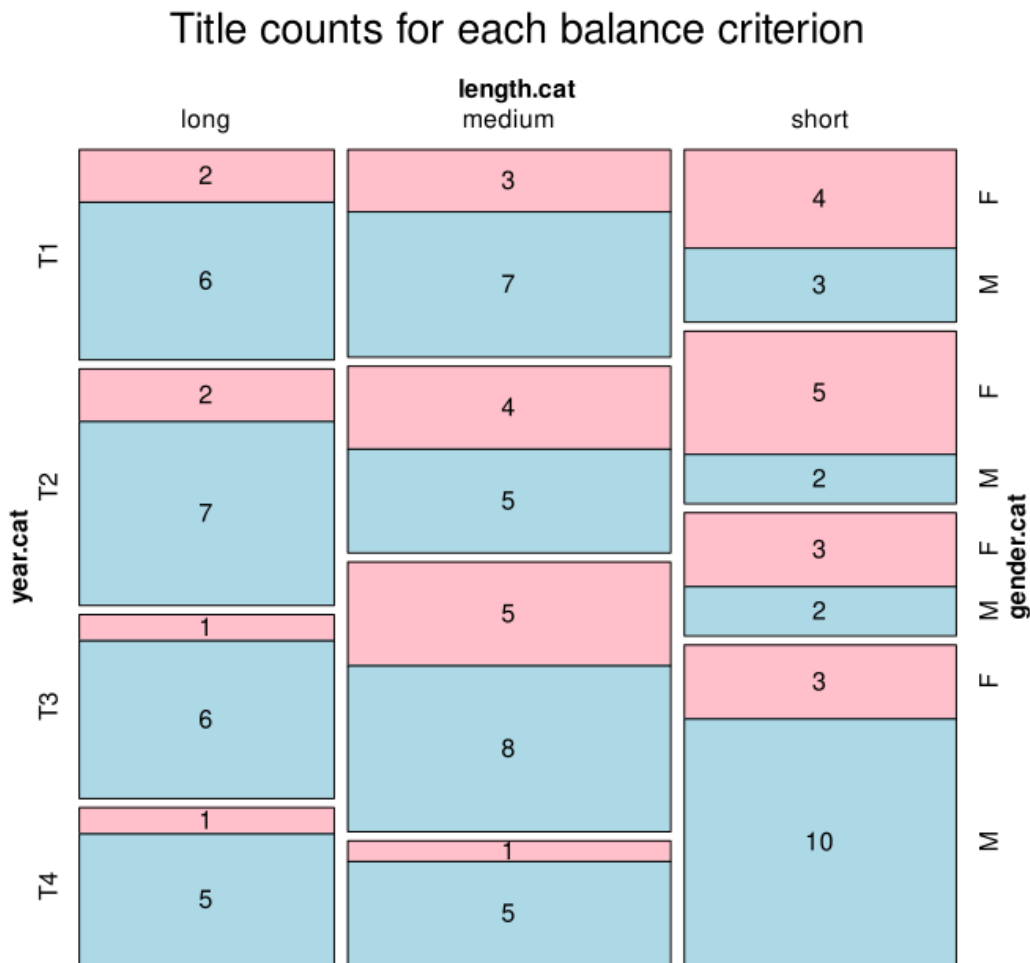 Title counts for each balance criterion
length.cat
long medium short
year.cat
gender.cat
T1
2 3 4 F
6 7 3 M
T2
2 4 5 F
7 5 2 M
T3
1 5 3 F
6 8 2 M
T4
1 1 3 F
5 5 10 M